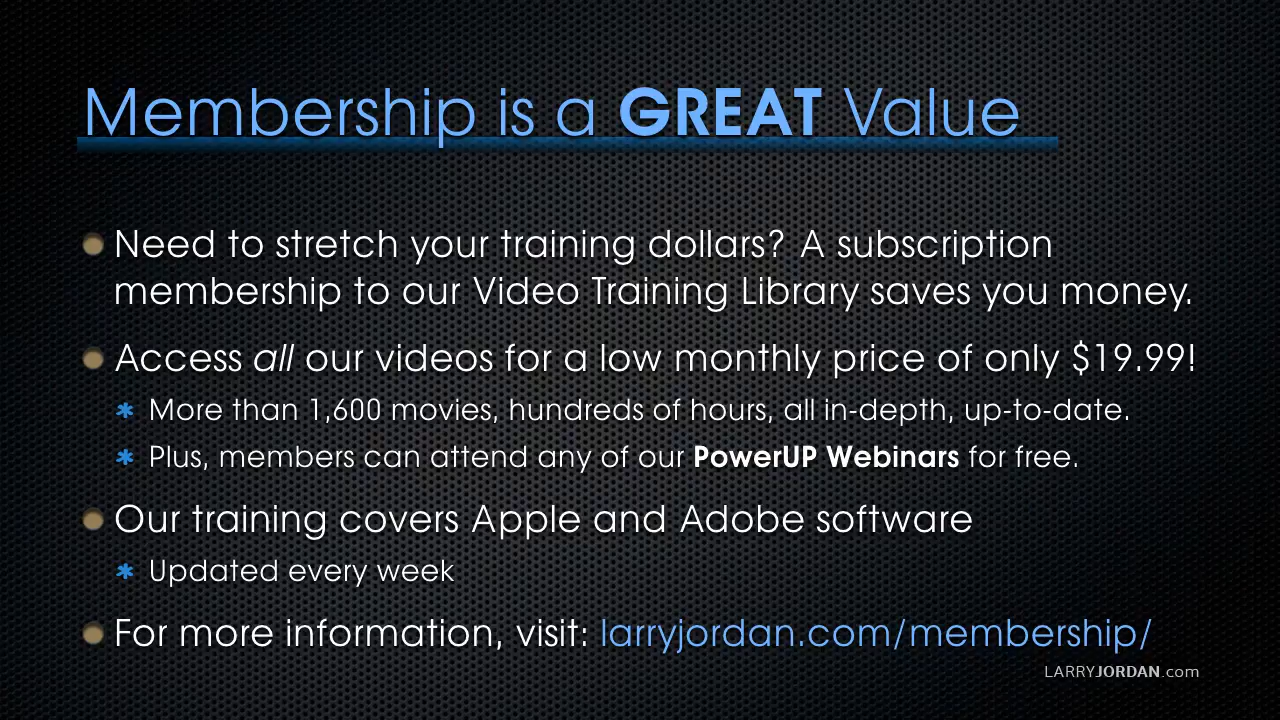 Membership is a GREAT Value
Need to stretch your training dollars? A subscription
membership to our Video Training Library saves you money.
Access all our videos for a low monthly price of only $19.99!
More than 1,600 movies, hundreds of hours, all in-depth, up-to-date.
Plus, members can attend any of our PowerUP Webinars for free.
Our training covers Apple and Adobe software
Updated every week
For more information, visit: larryjordan.com/membership/
LARRYJORDAN.com